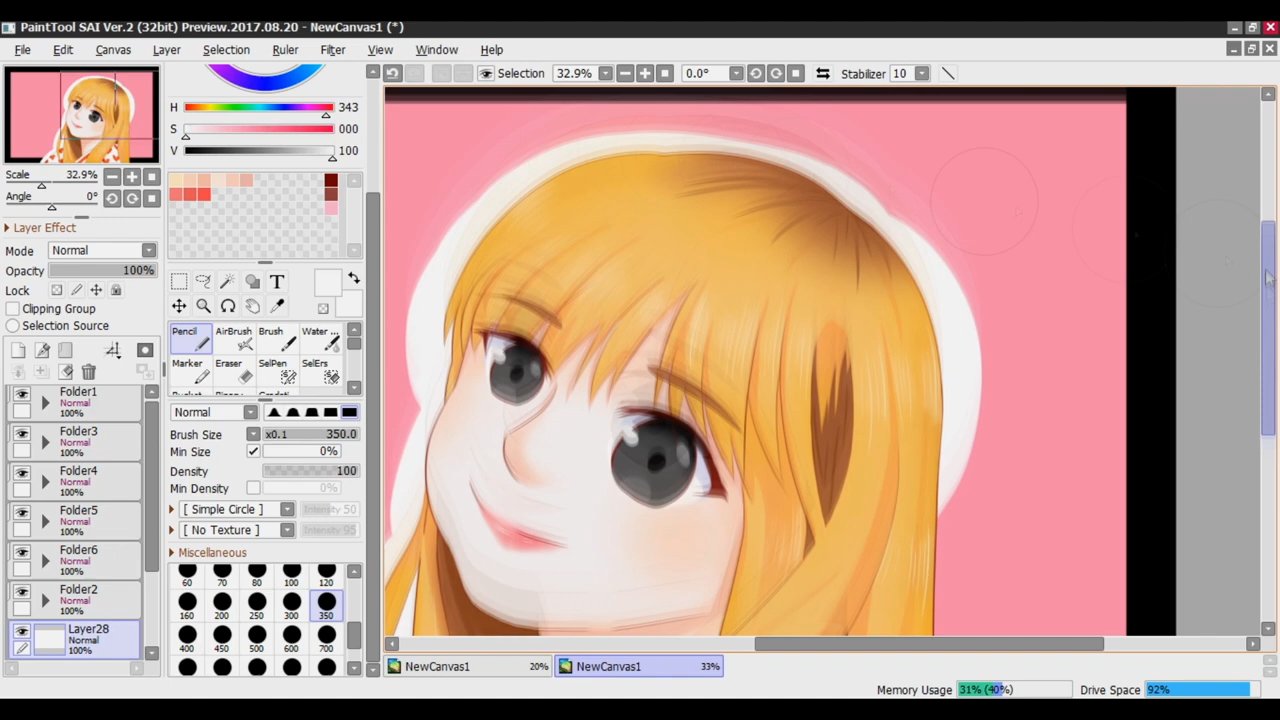 PaintTool SAI Ver.2 (32bit) Preview.2017.08.20 - NewCanvas1 (*)
File Edit Canvas Layer Selection Ruler Filter View Window Help
Selection 32.9% 0.0° Stabilizer 10
H 343
S 000
V 100
Scale 32.9%
Angle 0°
Layer Effect
Mode Normal
Opacity 100%
Lock
Clipping Group
Selection Source
Folder1
Normal
100%
Folder3
Normal
100%
Folder4
Normal
100%
Folder5
Normal
100%
Folder6
Normal
100%
Folder2
Normal
100%
Layer28
Normal
100%
T
Pencil AirBrush Brush Water ...
Marker Eraser SelPen SelErs
Normal
Brush Size x0.1 350.0
Min Size 0%
Density 100
Min Density 0%
[ Simple Circle ] Intensity 50
[ No Texture ] Intensity 95
Miscellaneous
60 70 80 100 120
160 200 250 300 350
400 450 500 600 700
NewCanvas1 20% NewCanvas1 33%
Memory Usage 31% (40%) Drive Space 92%